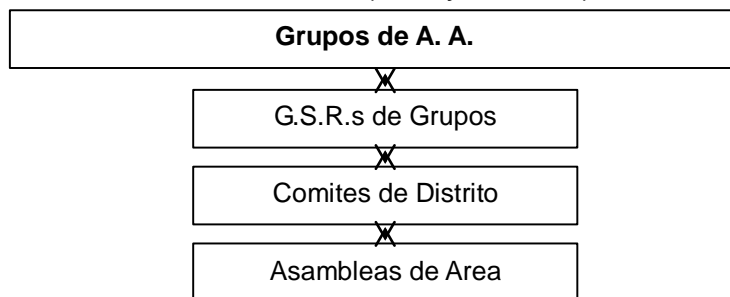 Grupos de A. A.
G.S.R.s de Grupos
Comites de Distrito
Asambleas de Area